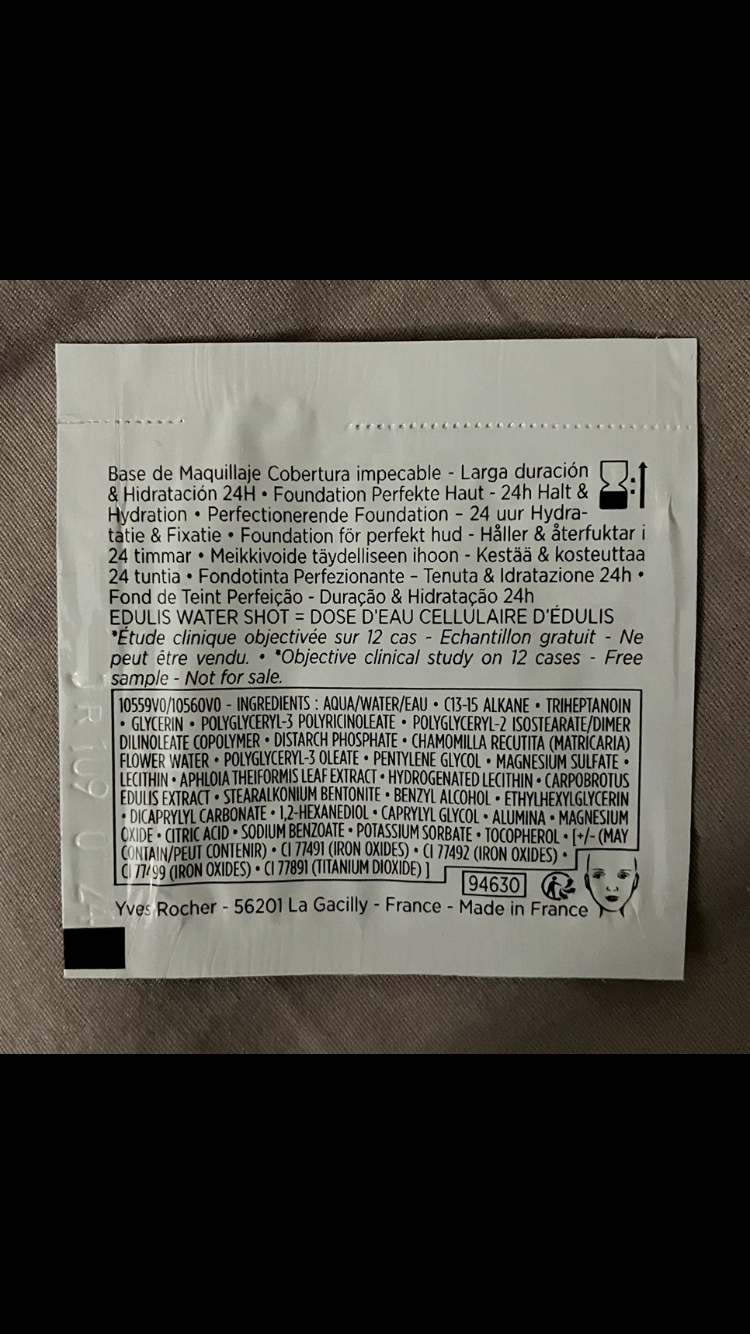 Base de Maquillaje Cobertura impecable - Larga duración
& Hidratación 24H • Foundation Perfekte Haut - 24h Halt &
Hydration • Perfectionerende Foundation – 24 uur Hydra-
tatie & Fixatie • Foundation för perfekt hud - Håller & återfuktar i
24 timmar • Meikkivoide täydelliseen ihoon - Kestää & kosteuttaa
24 tuntia • Fondotinta Perfezionante – Tenuta & Idratazione 24h •
Fond de Teint Perfeição - Duração & Hidratação 24h
EDULIS WATER SHOT = DOSE D'EAU CELLULAIRE D'ÉDULIS
*Étude clinique objectivée sur 12 cas - Echantillon gratuit - Ne
peut être vendu. • *Objective clinical study on 12 cases - Free
sample - Not for sale.
10559V0/10560V0 - INGREDIENTS : AQUA/WATER/EAU • C13-15 ALKANE • TRIHEPTANOIN
• GLYCERIN • POLYGLYCERYL-3 POLYRICINOLEATE • POLYGLYCERYL-2 ISOSTEARATE/DIMER
DILINOLEATE COPOLYMER • DISTARCH PHOSPHATE • CHAMOMILLA RECUTITA (MATRICARIA)
FLOWER WATER • POLYGLYCERYL-3 OLEATE • PENTYLENE GLYCOL • MAGNESIUM SULFATE •
LECITHIN • APHLOIA THEIFORMIS LEAF EXTRACT • HYDROGENATED LECITHIN • CARPOBROTUS
EDULIS EXTRACT • STEARALKONIUM BENTONITE • BENZYL ALCOHOL • ETHYLHEXYLGLYCERIN
• DICAPRYLYL CARBONATE • 1,2-HEXANEDIOL • CAPRYLYL GLYCOL • ALUMINA • MAGNESIUM
OXIDE • CITRIC ACID • SODIUM BENZOATE • POTASSIUM SORBATE • TOCOPHEROL • [+/- (MAY
CONTAIN/PEUT CONTENIR) • CI 77491 (IRON OXIDES) • CI 77492 (IRON OXIDES) •
CI 77499 (IRON OXIDES) • CI 77891 (TITANIUM DIOXIDE) ]
94630
Yves Rocher - 56201 La Gacilly - France - Made in France